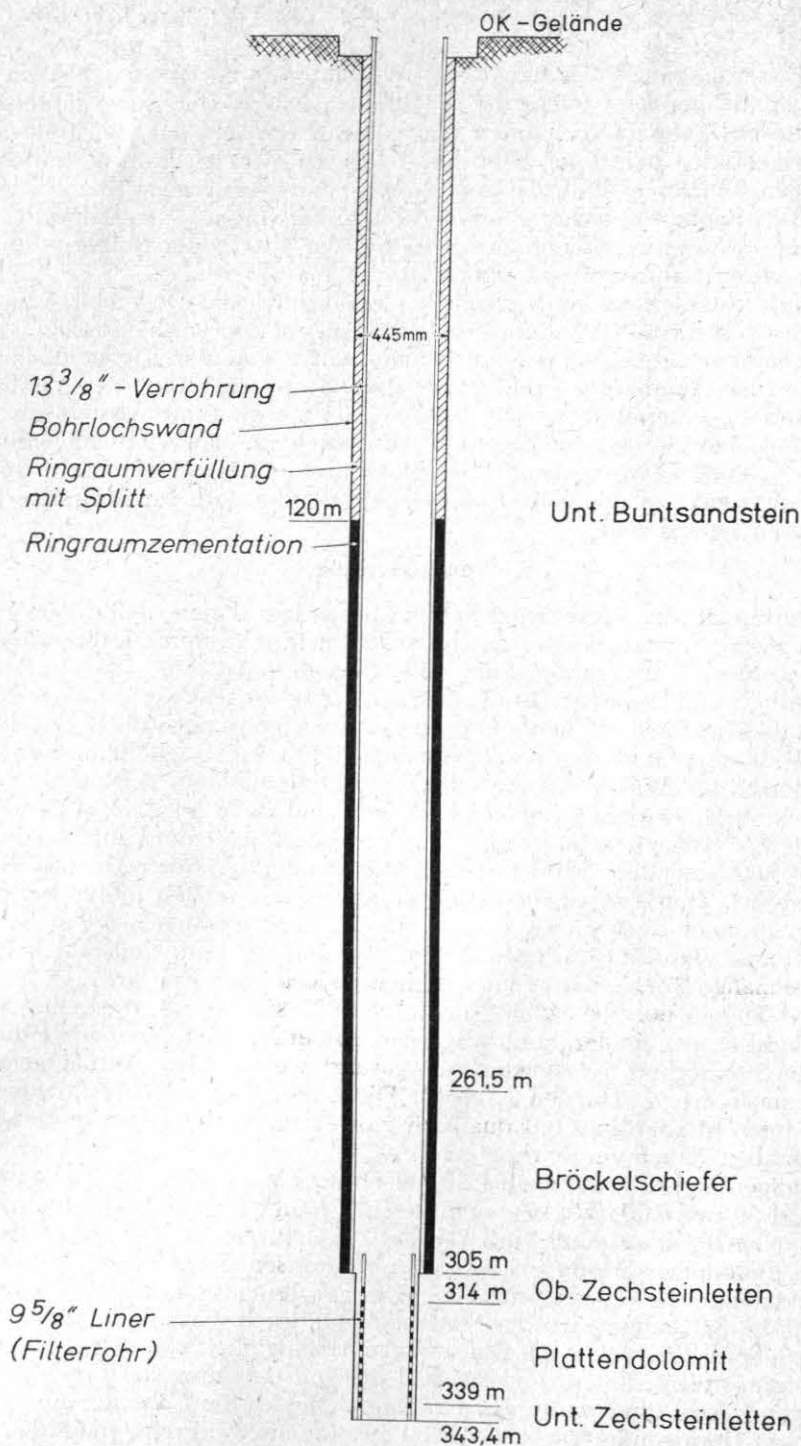 OK-Gelände
445mm
13 3/8" - Verrohrung
Bohrlochswand
Ringraumverfüllung
mit Splitt
120 m
Unt. Buntsandstein
Ringraumzementation
261,5 m
Bröckelschiefer
305 m
314 m
Ob. Zechsteinletten
9 5/8" Liner
(Filterrohr)
Plattendolomit
339 m
Unt. Zechsteinletten
343,4 m